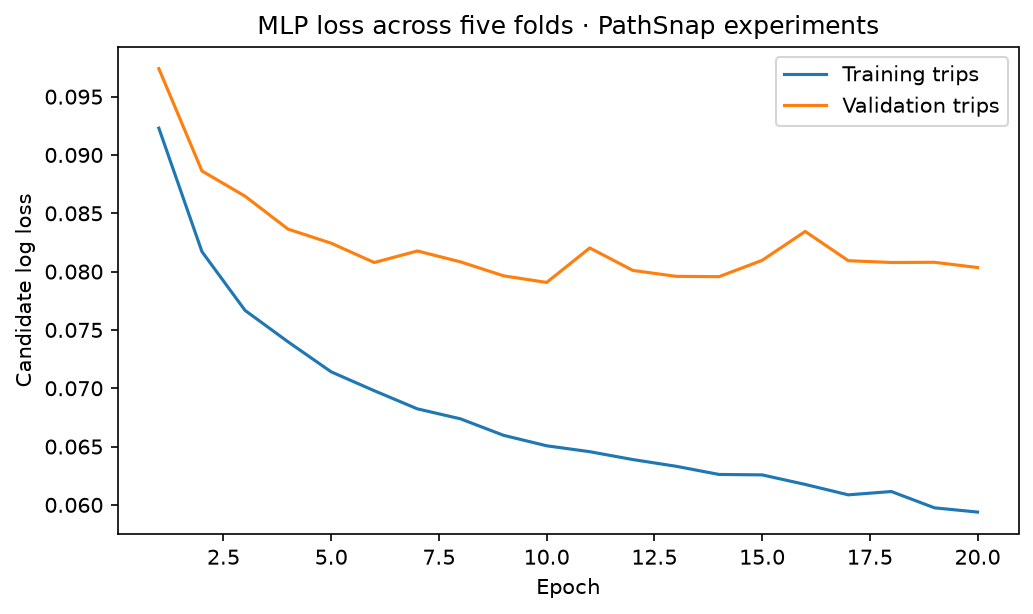 MLP loss across five folds · PathSnap experiments
Training trips
Validation trips
Candidate log loss
0.095
0.090
0.085
0.080
0.075
0.070
0.065
0.060
2.5 5.0 7.5 10.0 12.5 15.0 17.5 20.0
Epoch